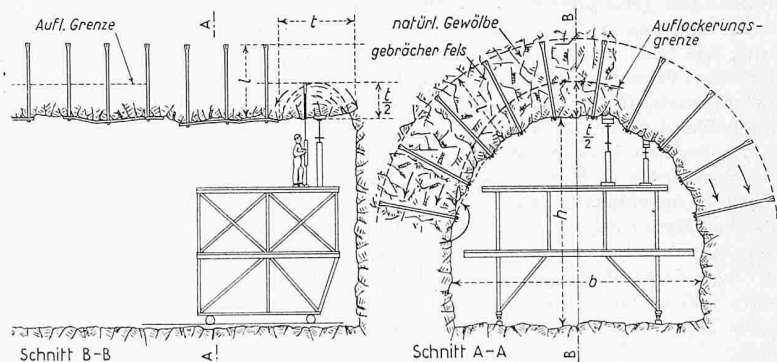 Aufl. Grenze
A
t
l
t/2
Schnitt B-B
A
natürl. Gewölbe
gebrächer Fels
B
Auflockerungs-
grenze
t/2
h
b
Schnitt A-A
B